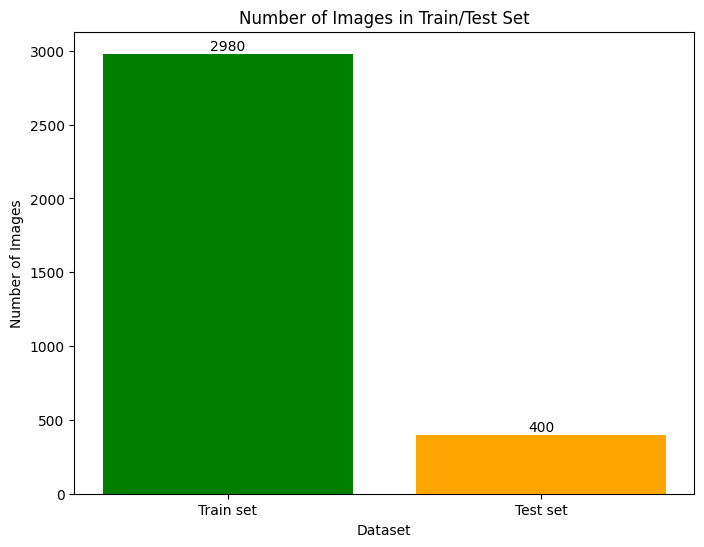 Number of Images in Train/Test Set
Number of Images
3000
2500
2000
1500
1000
500
0
2980
400
Train set
Test set
Dataset